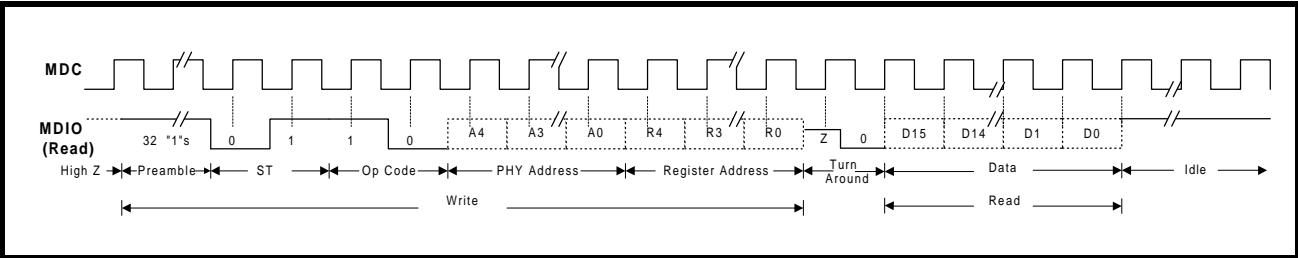 MDC
MDIO
(Read)
32 "1"s 0 1 1 0 A4 A3 A0 R4 R3 R0 Z 0 D15 D14 D1 D0
High Z Preamble ST Op Code PHY Address Register Address Turn Around Data Idle
Write Read